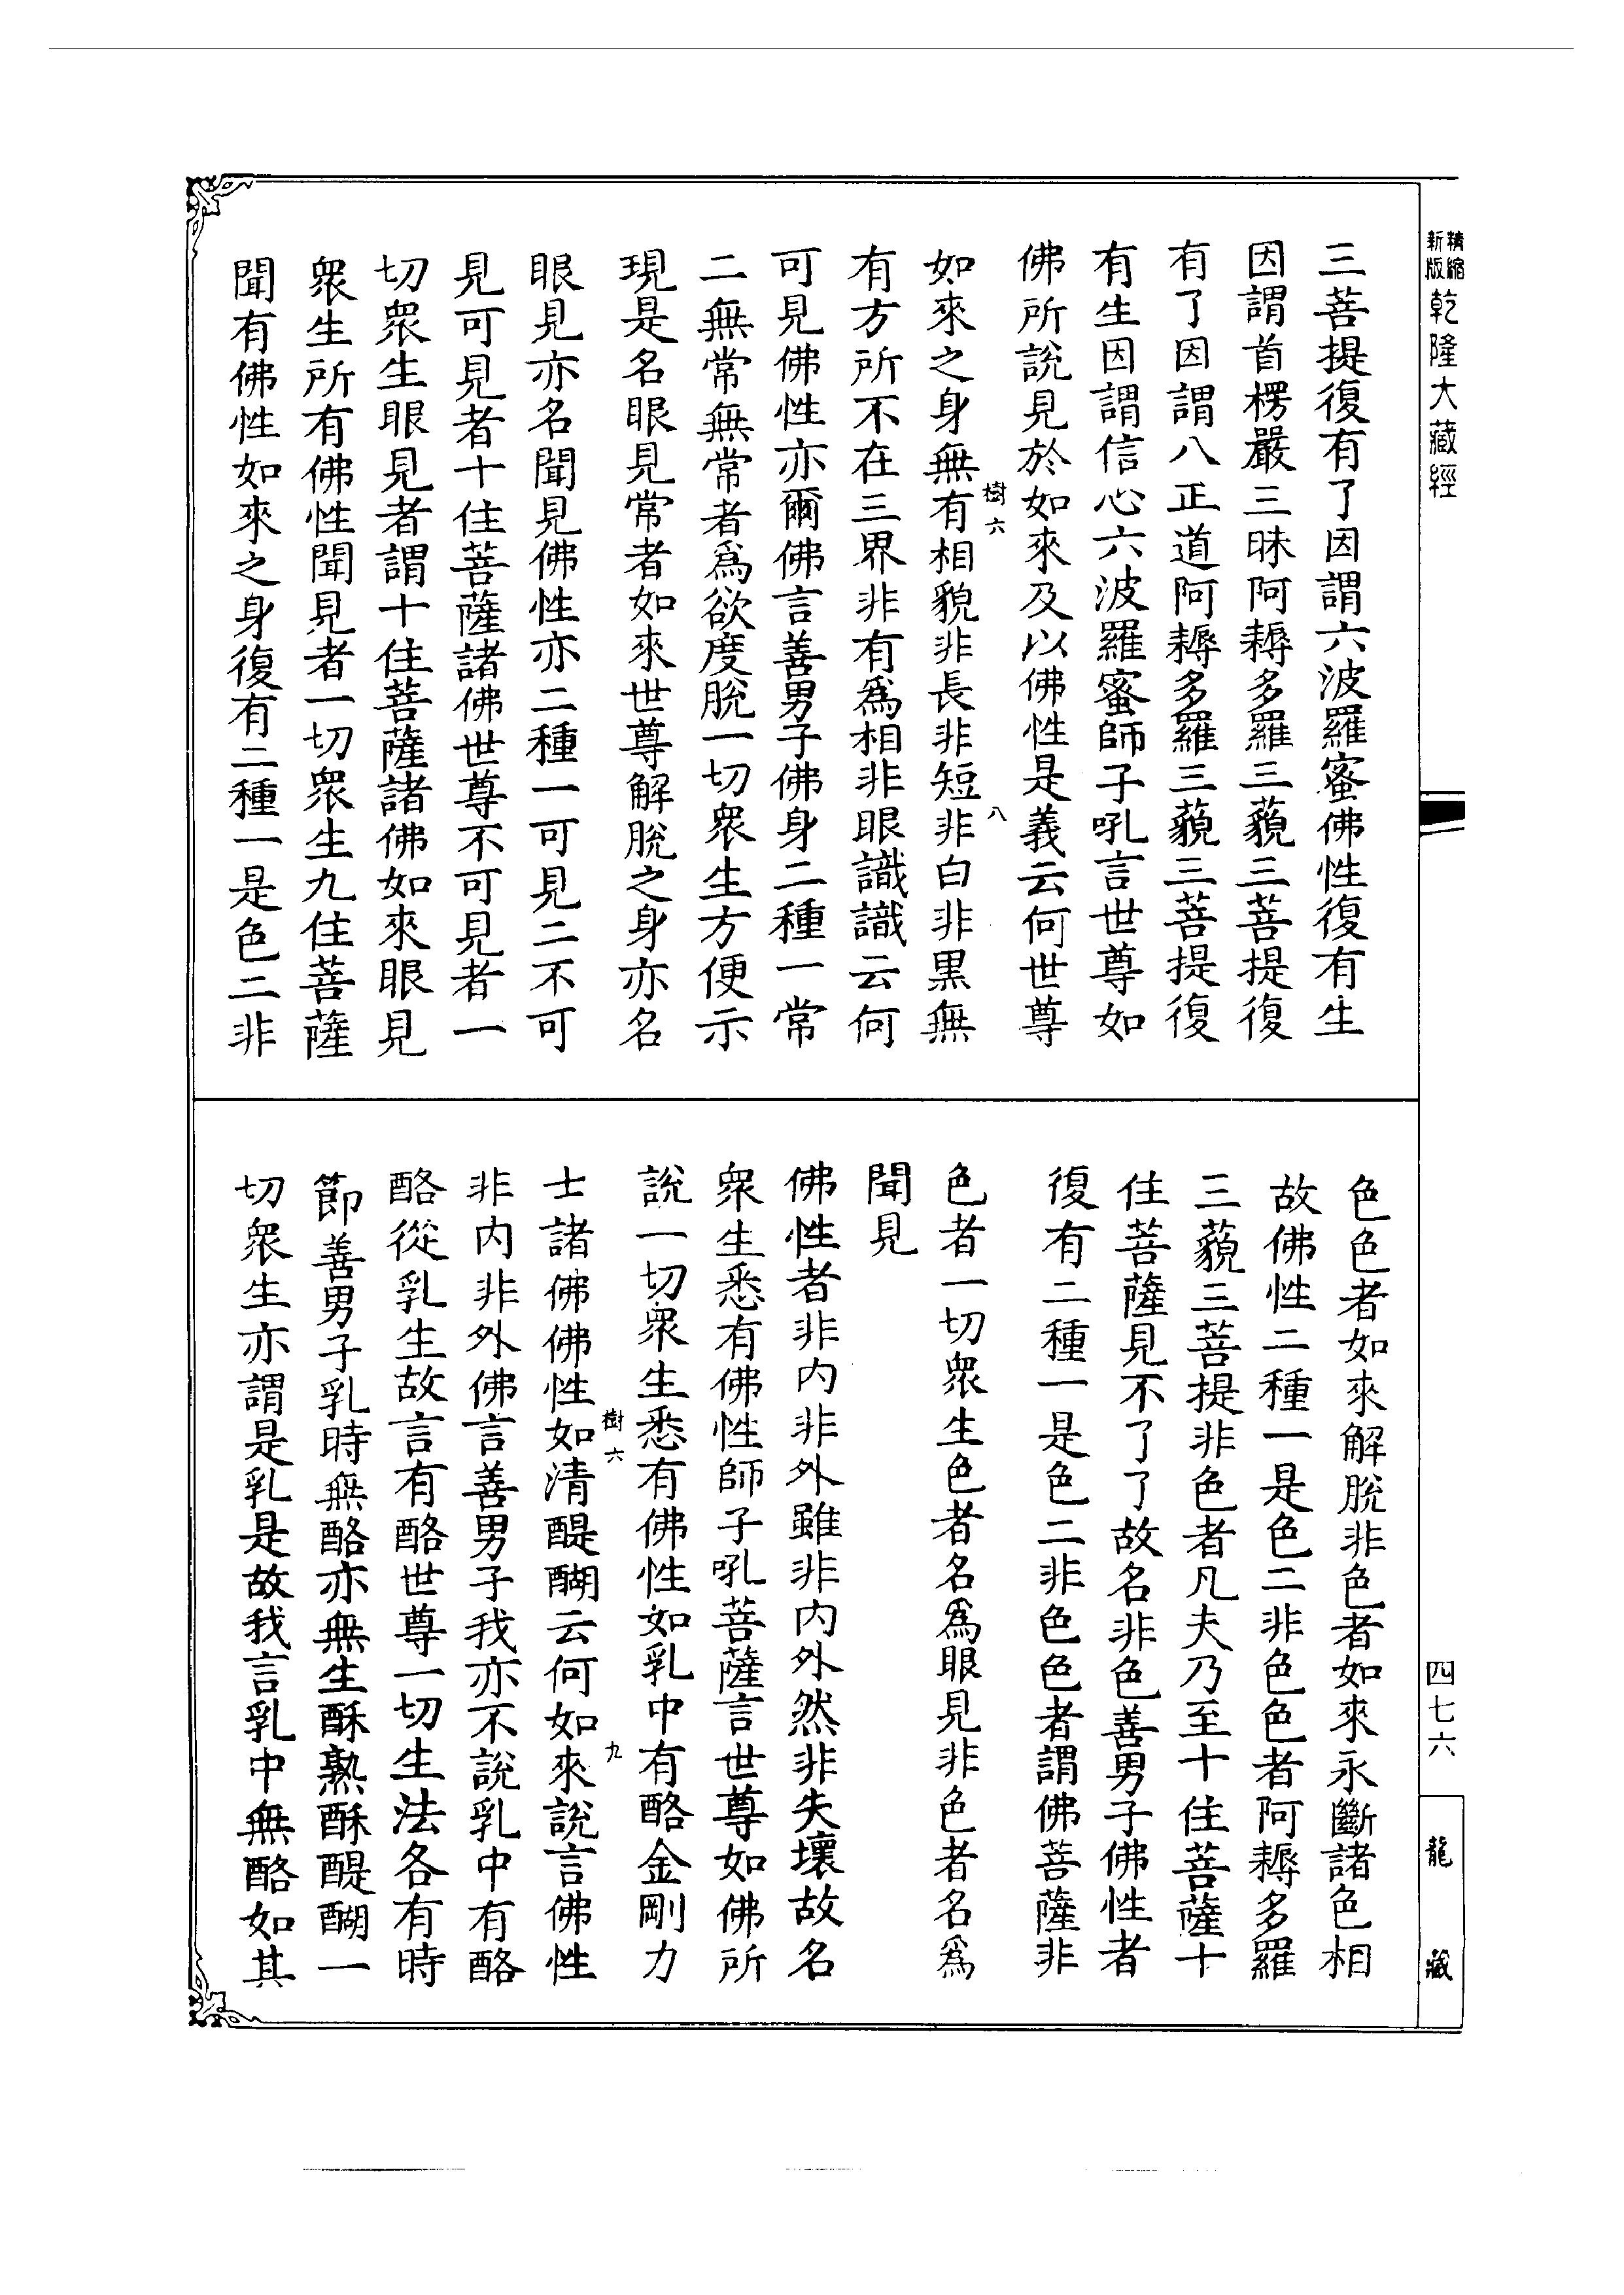 精縮
新版
乾隆大藏經
三菩提復有了因謂六波羅蜜佛性復有生
因謂首楞嚴三昧阿耨多羅三藐三菩提復
有了因謂八正道阿耨多羅三藐三菩提復
有生因謂信心六波羅蜜師子吼言世尊如
佛所說見於如來及以佛性是義云何世尊
樹六
八
如來之身無有相貌非長非短非白非黑無
有方所不在三界非有爲相非眼識識云何
可見佛性亦爾佛言善男子佛身二種一常
二無常無常者爲欲度脫一切衆生方便示
現是名眼見常者如來世尊解脫之身亦名
眼見亦名聞見佛性亦二種一可見二不可
見可見者十住菩薩諸佛世尊不可見者一
切衆生眼見者謂十住菩薩諸佛如來眼見
衆生所有佛性聞見者一切衆生九住菩薩
聞有佛性如來之身復有二種一是色二非
色色者如來解脫非色者如來永斷諸色相
故佛性二種一是色二非色色者阿耨多羅
三藐三菩提非色者凡夫乃至十住菩薩十
住菩薩見不了了故名非色善男子佛性者
復有二種一是色二非色色者謂佛菩薩非
色者一切衆生色者名爲眼見非色者名爲
聞見
佛性者非內非外雖非內外然非失壞故名
衆生悉有佛性師子吼菩薩言世尊如佛所
說一切衆生悉有佛性如乳中有酪金剛力
樹六
九
士諸佛佛性如清醍醐云何如來說言佛性
非內非外佛言善男子我亦不說乳中有酪
酪從乳生故言有酪世尊一切生法各有時
節善男子乳時無酪亦無生酥熟酥醍醐一
切衆生亦謂是乳是故我言乳中無酪如其
四七六
龍藏